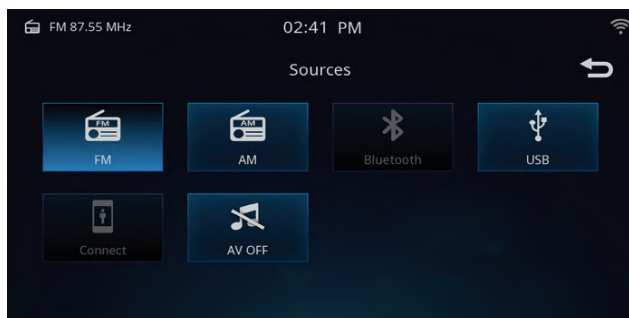 FM 87.55 MHz
02:41 PM
Sources
FM
AM
FM
AM
Bluetooth
USB
Connect
AV OFF